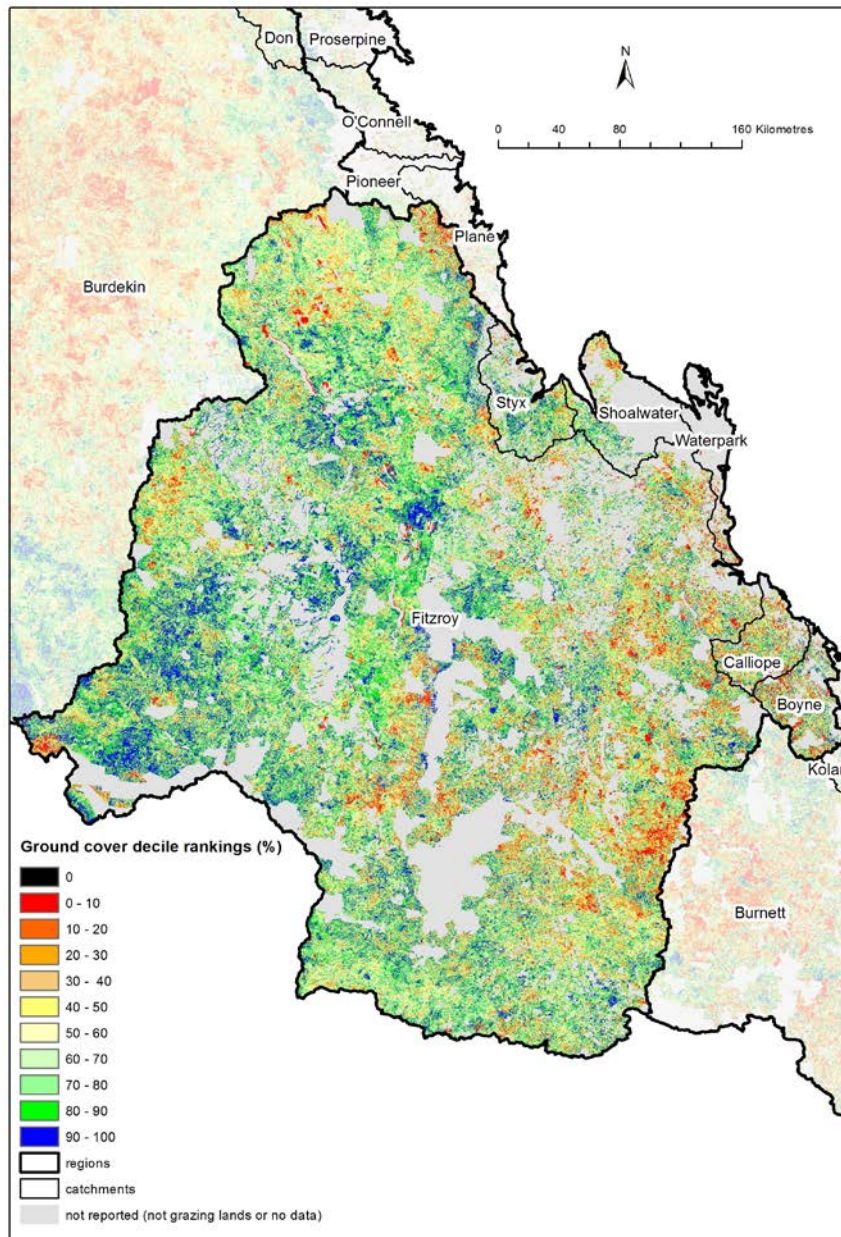 Don
Proserpine
N
O'Connell
0 40 80 160 Kilometres
Pioneer
Plane
Burdekin
Styx
Shoalwater
Waterpark
Fitzroy
Calliope
Boyne
Kolan
Ground cover decile rankings (%)
0
0 - 10
10 - 20
20 - 30
30 - 40
40 - 50
50 - 60
60 - 70
70 - 80
80 - 90
90 - 100
regions
catchments
not reported (not grazing lands or no data)
Burnett